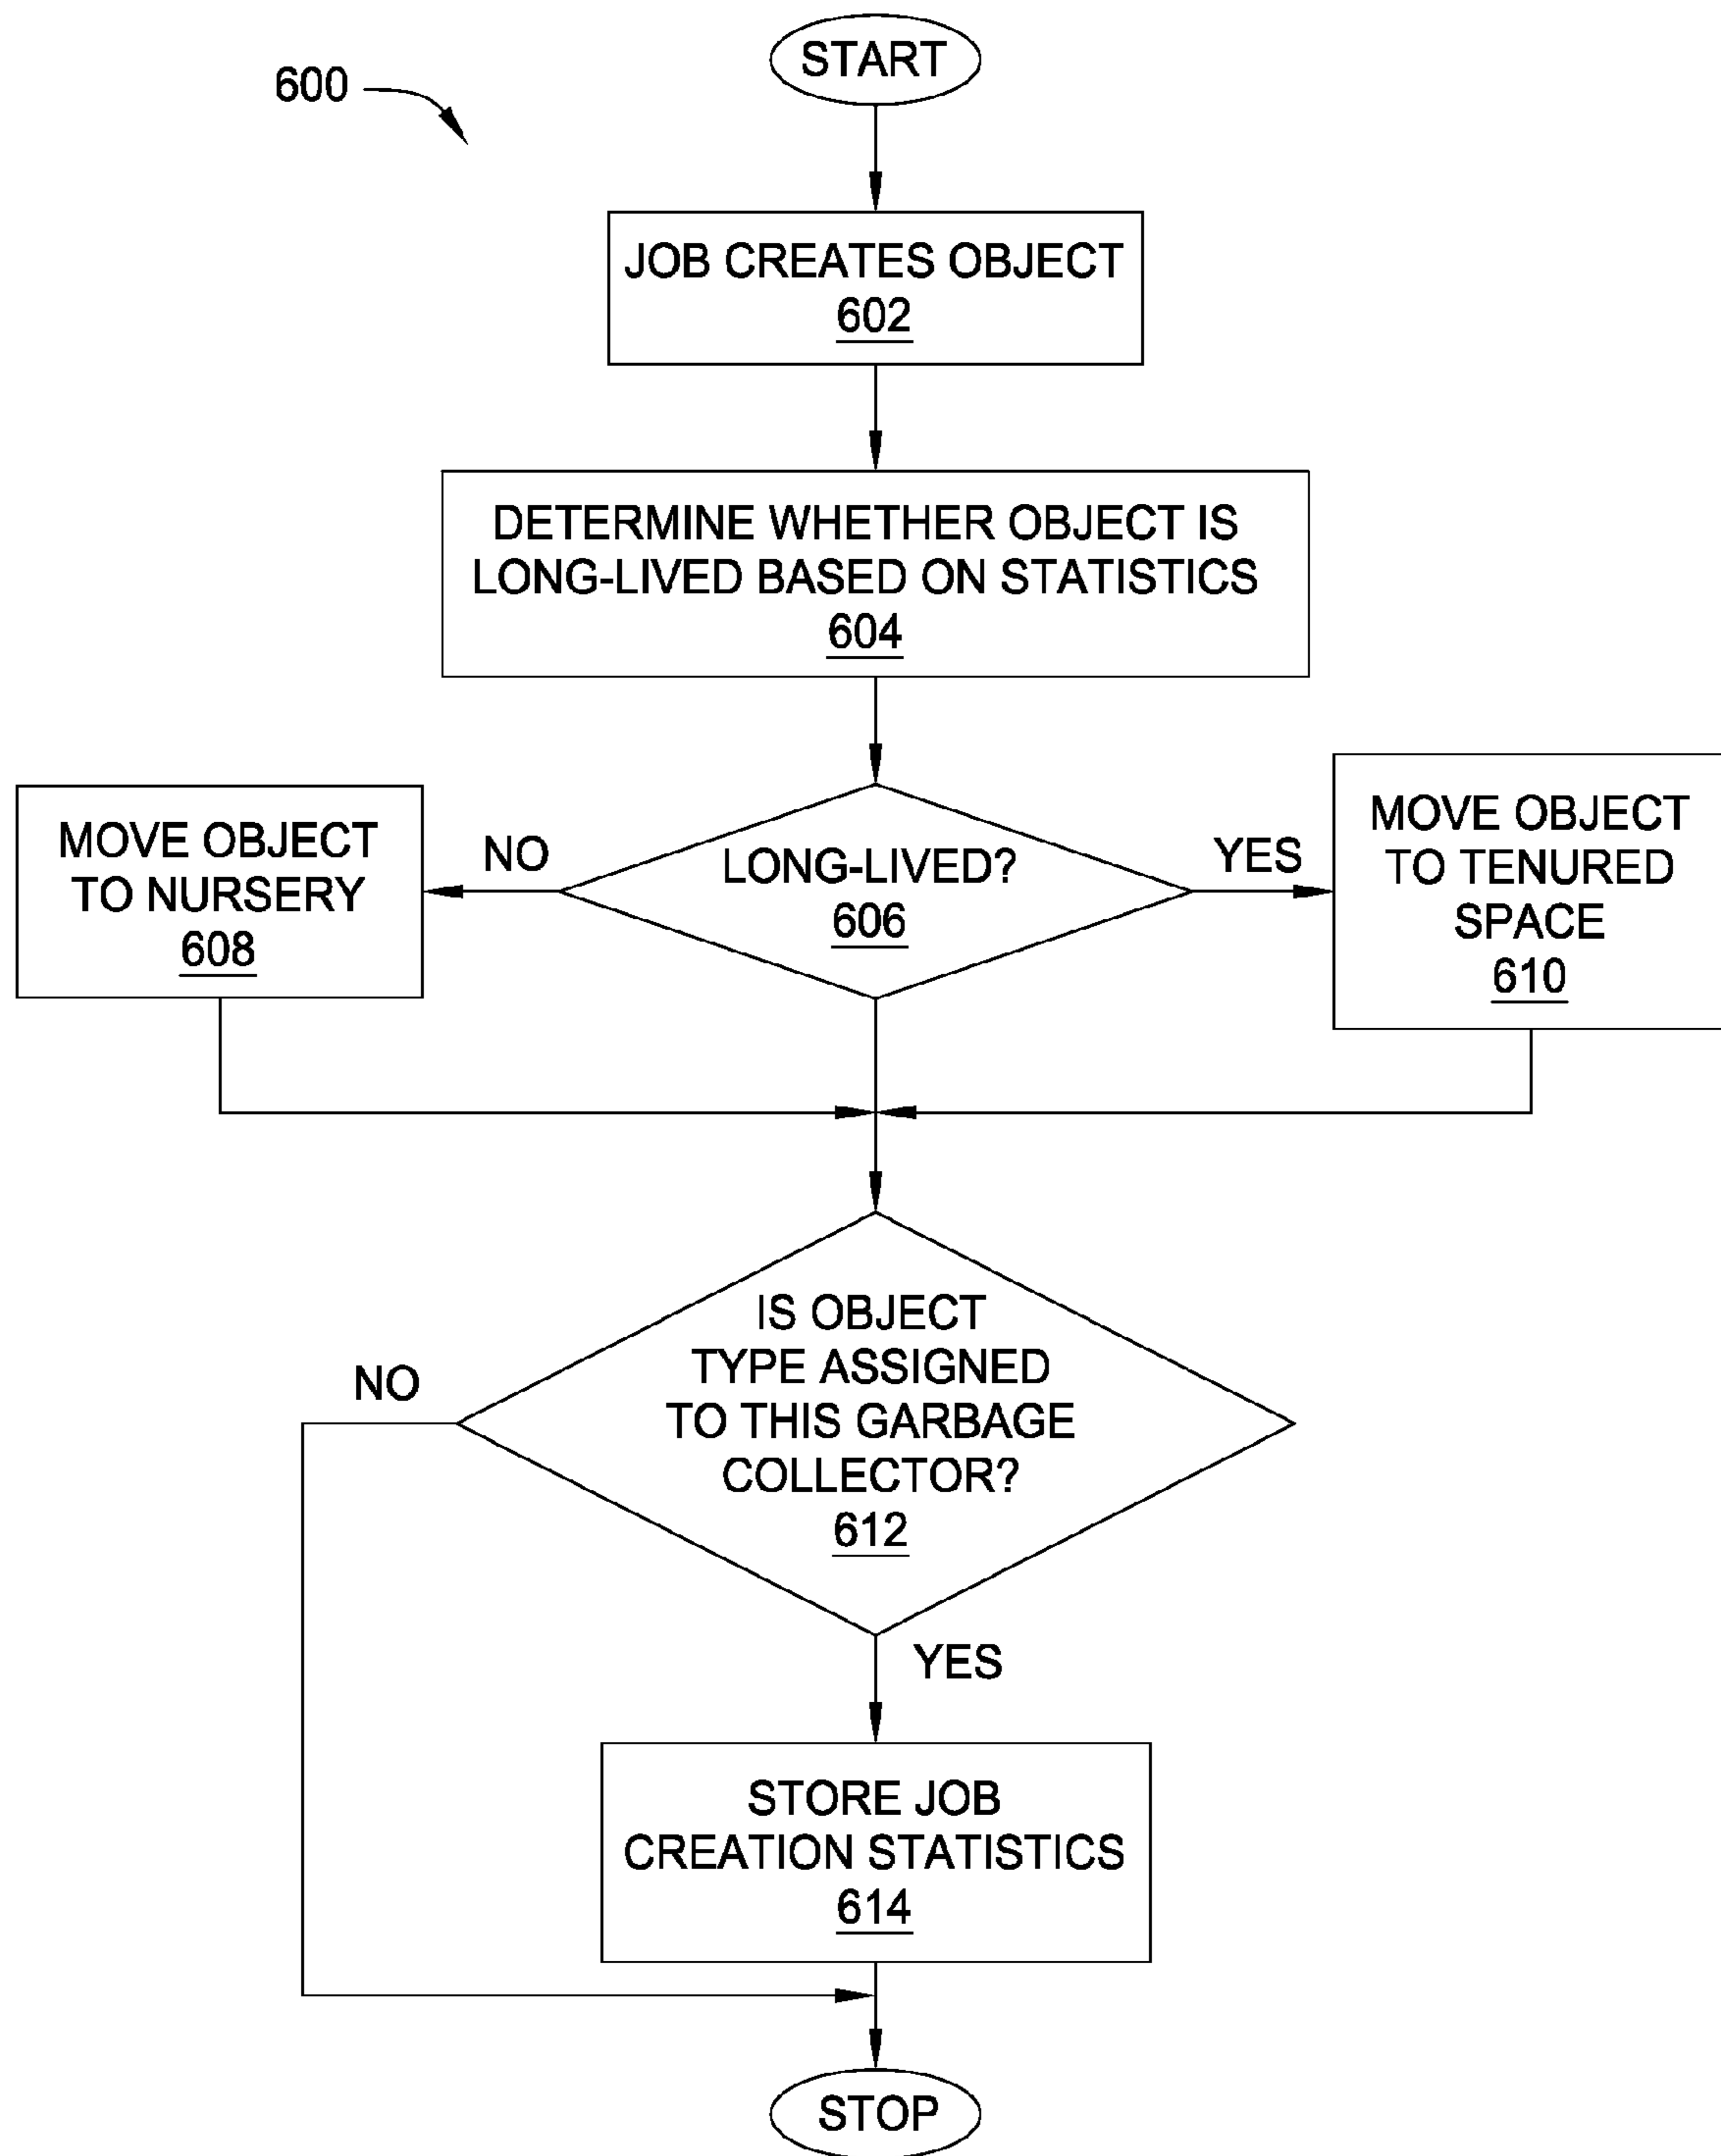 START
600
JOB CREATES OBJECT
602
DETERMINE WHETHER OBJECT IS
LONG-LIVED BASED ON STATISTICS
604
MOVE OBJECT
TO NURSERY
608
NO
LONG-LIVED?
606
YES
MOVE OBJECT
TO TENURED
SPACE
610
IS OBJECT
TYPE ASSIGNED
TO THIS GARBAGE
COLLECTOR?
612
NO
YES
STORE JOB
CREATION STATISTICS
614
STOP